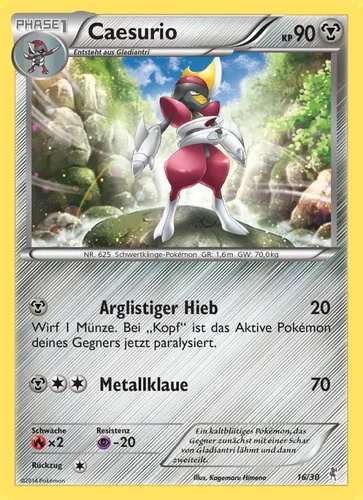 PHASE 1
Caesurio
KP 90
Entsteht aus Gladiantri
NR. 625 Schwertklinge-Pokémon GR: 1,6m GW: 70,0kg
Arglistiger Hieb 20
Wirf 1 Münze. Bei „Kopf“ ist das Aktive Pokémon
deines Gegners jetzt paralysiert.
Metallklaue 70
Schwäche
×2
Resistenz
-20
Rückzug
Ein kaltblütiges Pokémon, das
Gegner zunächst mit einer Schar
von Gladiantri lähmt und dann
zweiteilt.
Illus. Kagemaru Himeno
16/30
©2014 Pokémon